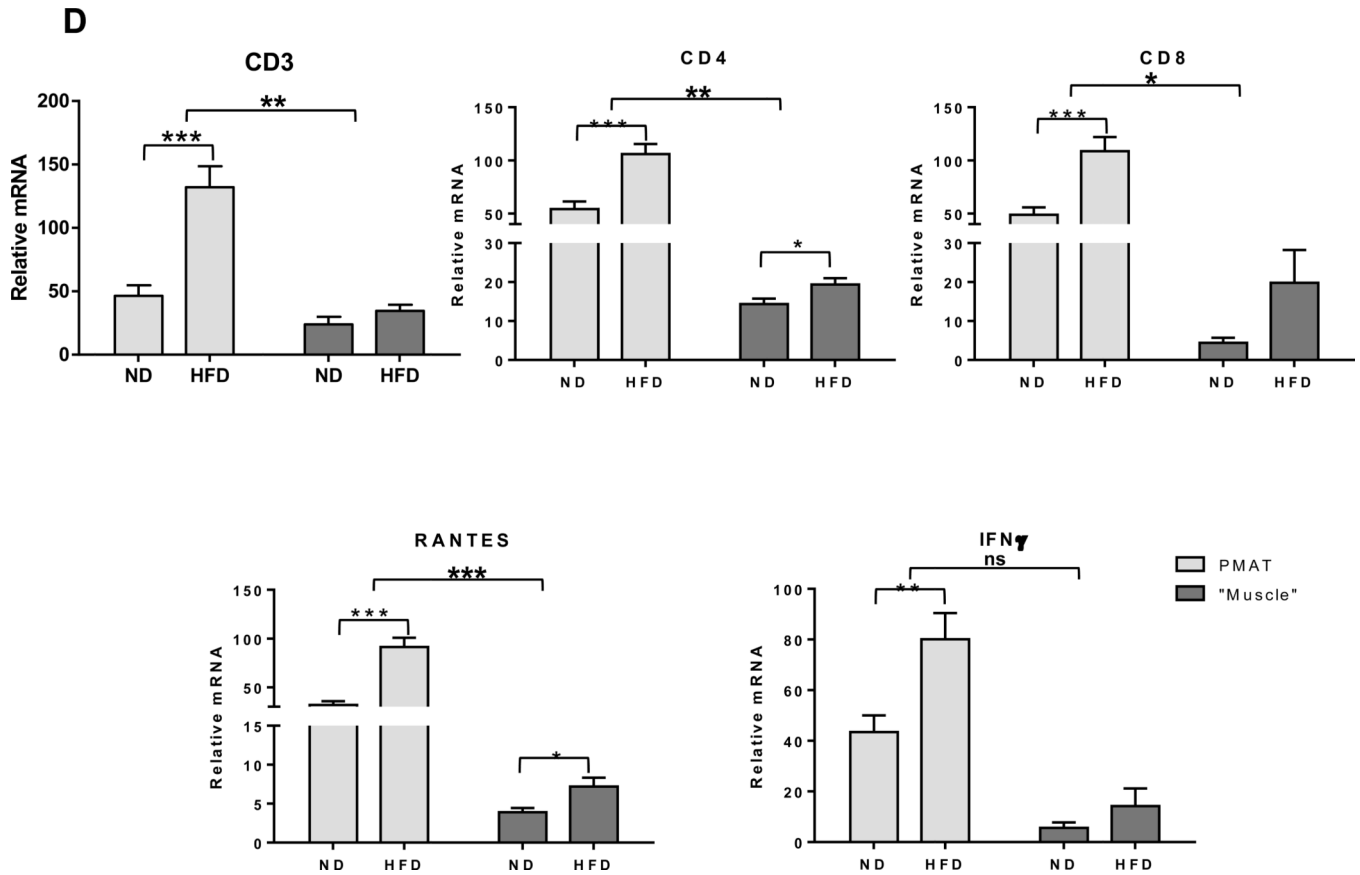 D
CD3
**
***
Relative mRNA
200
150
100
50
0
ND HFD ND HFD
CD4
**
***
*
Relative mRNA
150
100
50
30
20
10
0
ND HFD ND HFD
CD8
*
***
Relative mRNA
150
100
50
30
20
10
0
ND HFD ND HFD
RANTES
***
***
*
Relative mRNA
150
100
50
15
10
5
0
ND HFD ND HFD
IFNγ
ns
**
Relative mRNA
100
80
60
40
20
0
ND HFD ND HFD
PMAT
"Muscle"